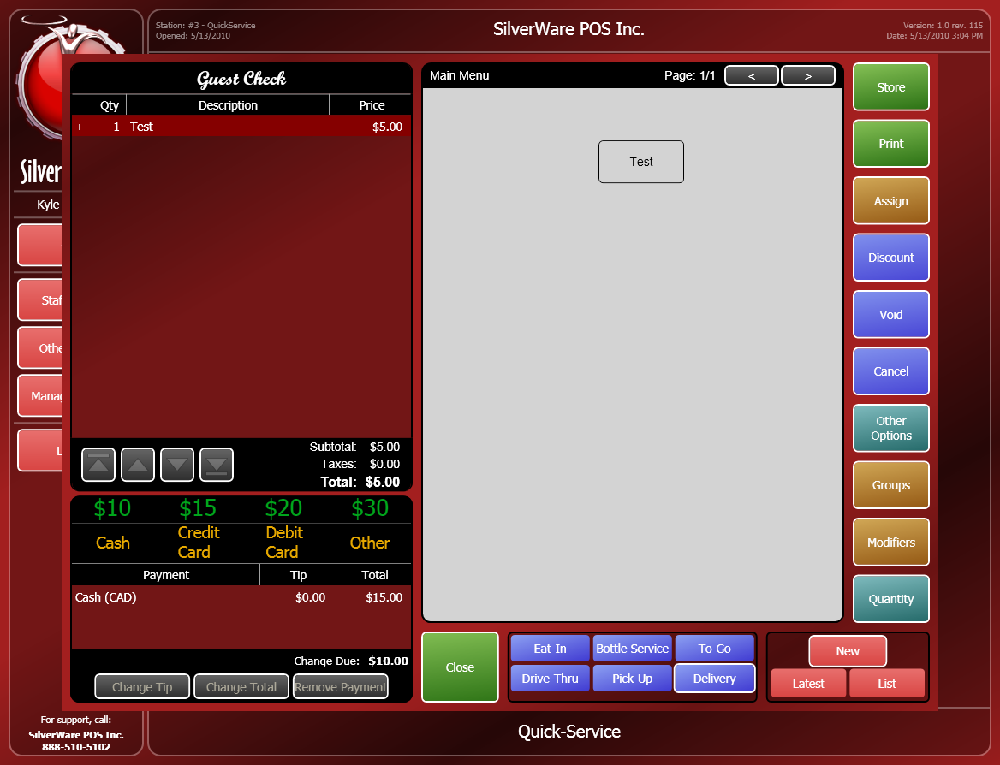 Station: #3 - QuickService
Opened: 5/13/2010
SilverWare POS Inc.
Version: 1.0 rev. 115
Date: 5/13/2010 3:04 PM
Silver
Kyle
Staf
Othe
Manag
L
For support, call:
SilverWare POS Inc.
888-510-5102
Guest Check
Qty Description Price
+ 1 Test $5.00
Subtotal: $5.00
Taxes: $0.00
Total: $5.00
$10 $15 $20 $30
Cash Credit Card Debit Card Other
Payment Tip Total
Cash (CAD) $0.00 $15.00
Change Due: $10.00
Change Tip Change Total Remove Payment
Main Menu Page: 1/1 < >
Test
Close
Eat-In Bottle Service To-Go
Drive-Thru Pick-Up Delivery
New
Latest List
Store
Print
Assign
Discount
Void
Cancel
Other
Options
Groups
Modifiers
Quantity
Quick-Service